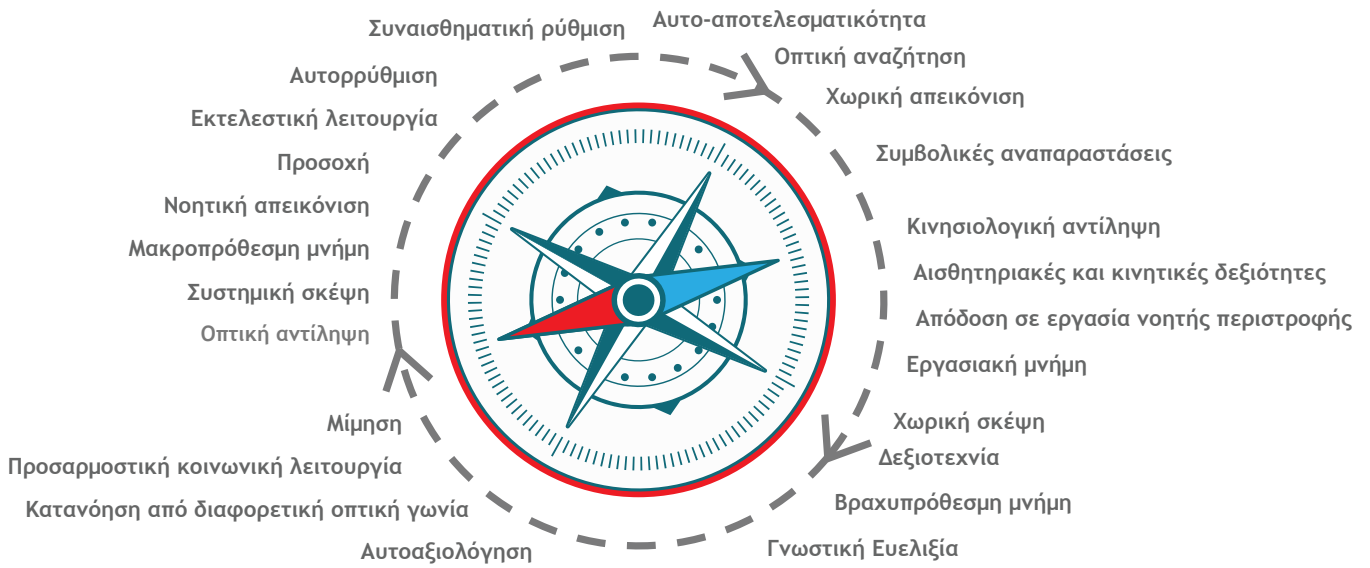 Συναισθηματική ρύθμιση
Αυτο-αποτελεσματικότητα
Οπτική αναζήτηση
Αυτορρύθμιση
Χωρική απεικόνιση
Εκτελεστική λειτουργία
Συμβολικές αναπαραστάσεις
Προσοχή
Νοητική απεικόνιση
Κινησιολογική αντίληψη
Μακροπρόθεσμη μνήμη
Αισθητηριακές και κινητικές δεξιότητες
Συστημική σκέψη
Απόδοση σε εργασία νοητής περιστροφής
Οπτική αντίληψη
Εργασιακή μνήμη
Μίμηση
Χωρική σκέψη
Δεξιοτεχνία
Προσαρμοστική κοινωνική λειτουργία
Βραχυπρόθεσμη μνήμη
Κατανόηση από διαφορετική οπτική γωνία
Γνωστική Ευελιξία
Αυτοαξιολόγηση